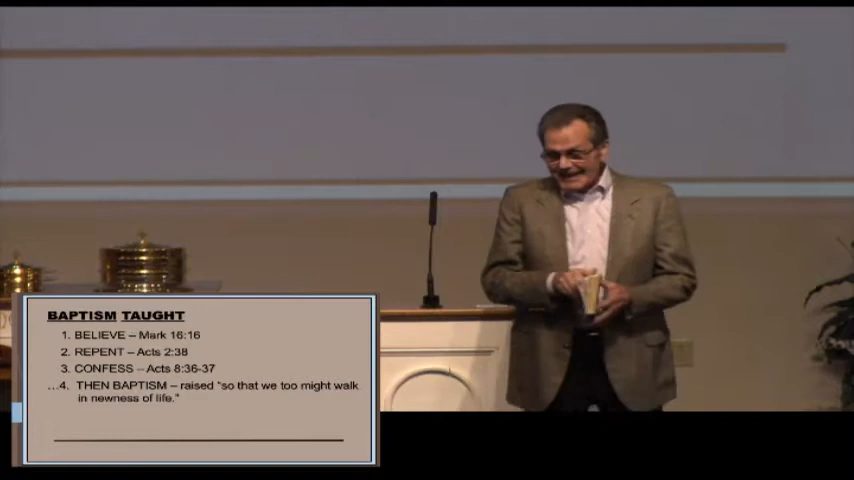 BAPTISM TAUGHT
1. BELIEVE – Mark 16:16
2. REPENT – Acts 2:38
3. CONFESS – Acts 8:36-37
...4. THEN BAPTISM – raised “so that we too might walk
in newness of life.”